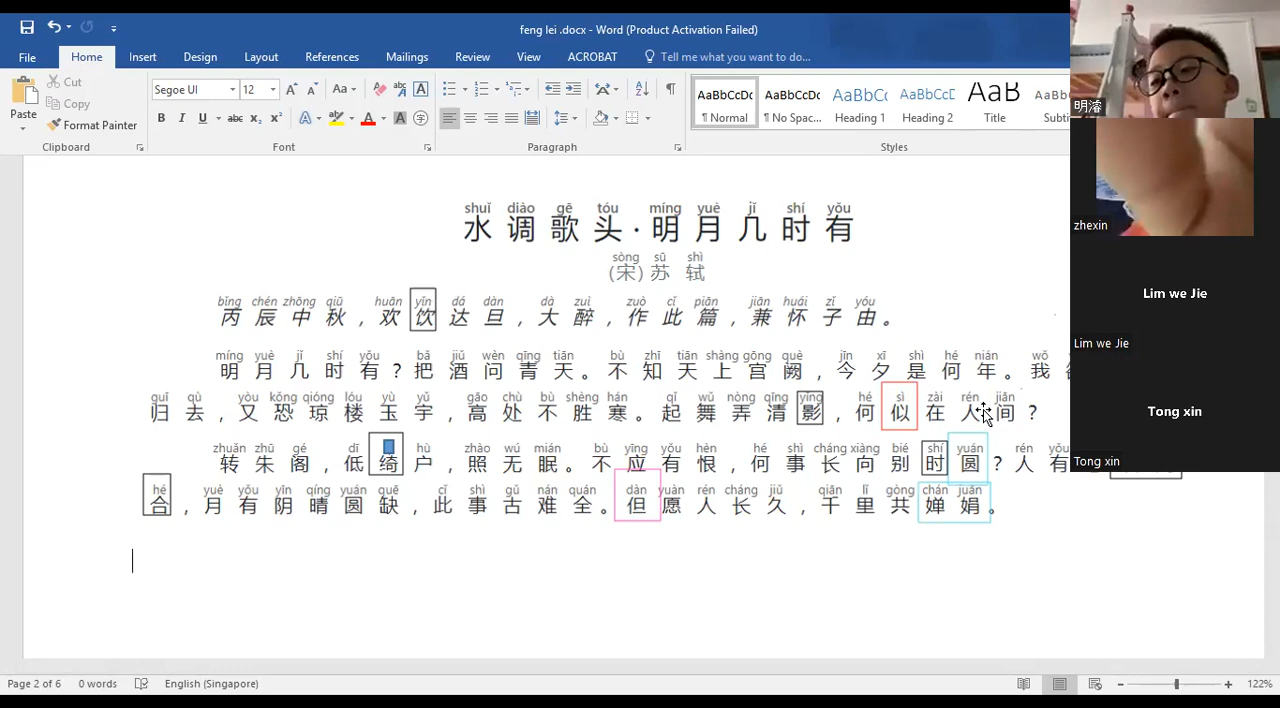 feng lei .docx - Word (Product Activation Failed)
File Home Insert Design Layout References Mailings Review View ACROBAT Tell me what you want to do...
Paste
Cut
Copy
Format Painter
Clipboard
Segoe UI 12
Font
Paragraph
AaBbCcDc AaBbCcDc AaBbCc AaBbCcD AaB AaBb
¶ Normal ¶ No Spac... Heading 1 Heading 2 Title
Styles
shuǐ diào gē tóu míng yuè jǐ shí yǒu
水调歌头·明月几时有
sòng sū shì
(宋)苏轼
bǐng chén zhōng qiū huān yǐn dá dàn dà zuì zuò cǐ piān jiān huái zǐ yóu
丙辰中秋,欢饮达旦,大醉,作此篇,兼怀子由。
míng yuè jǐ shí yǒu bǎ jiǔ wèn qīng tiān bù zhī tiān shàng gōng què jīn xī shì hé nián wǒ
明月几时有?把酒问青天。不知天上宫阙,今夕是何年。我
guī qù yòu kǒng qióng lóu yù yǔ gāo chù bù shèng hán qǐ wǔ nòng qīng yǐng hé sì zài rén jiān
归去,又恐琼楼玉宇,高处不胜寒。起舞弄清影,何似在人间?
zhuǎn zhū gé dī hù zhào wú mián bù yīng yǒu hèn hé shì cháng xiàng bié shí yuán rén yǒu
转朱阁,低绮户,照无眠。不应有恨,何事长向别时圆?人有
hé yuè yǒu yīn qíng yuán quē cǐ shì gǔ nán quán dàn yuàn rén cháng jiǔ qiān lǐ gòng chán juān
合,月有阴晴圆缺,此事古难全。但愿人长久,千里共婵娟。
Page 2 of 6 0 words English (Singapore) 122%
明濬
zhexin
Lim we Jie
Lim we Jie
Tong xin
Tong xin